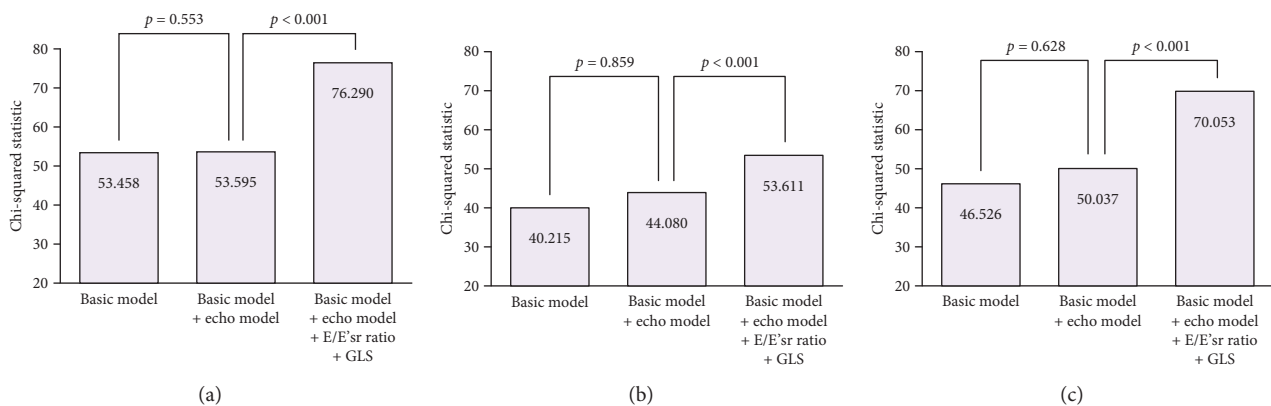 p = 0.553
p < 0.001
80
70
60
50
40
30
20
Chi-squared statistic
53.458
53.595
76.290
Basic model
Basic model
+ echo model
Basic model
+ echo model
+ E/E'sr ratio
+ GLS
(a)
p = 0.859
p < 0.001
80
70
60
50
40
30
20
Chi-squared statistic
40.215
44.080
53.611
Basic model
Basic model
+ echo model
Basic model
+ echo model
+ E/E'sr ratio
+ GLS
(b)
p = 0.628
p < 0.001
80
70
60
50
40
30
20
Chi-squared statistic
46.526
50.037
70.053
Basic model
Basic model
+ echo model
Basic model
+ echo model
+ E/E'sr ratio
+ GLS
(c)